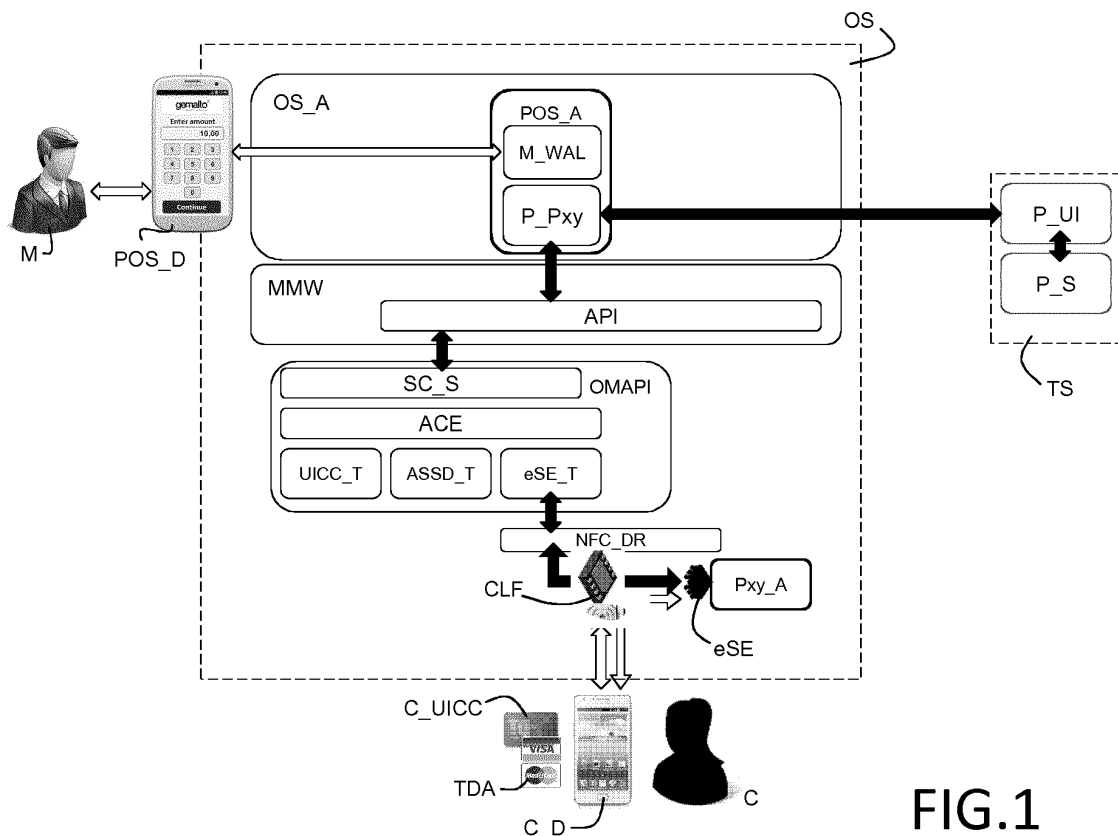 OS
OS_A
POS_A
M_WAL
P_Pxy
gemalto
Enter amount
10,00
1 2 3
4 5 6
7 8 9
0
Continue
M
POS_D
P_UI
P_S
TS
MMW
API
SC_S
OMAPI
ACE
UICC_T
ASSD_T
eSE_T
NFC_DR
CLF
Pxy_A
eSE
C_UICC
VISA
TDA
C_D
C
FIG.1